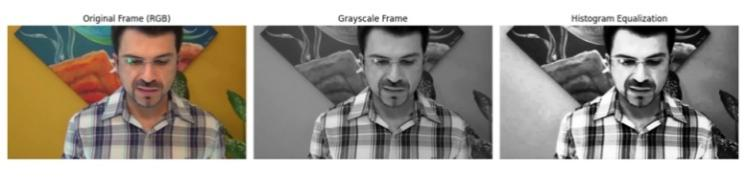 Original Frame (RGB)
Grayscale Frame
Histogram Equalization